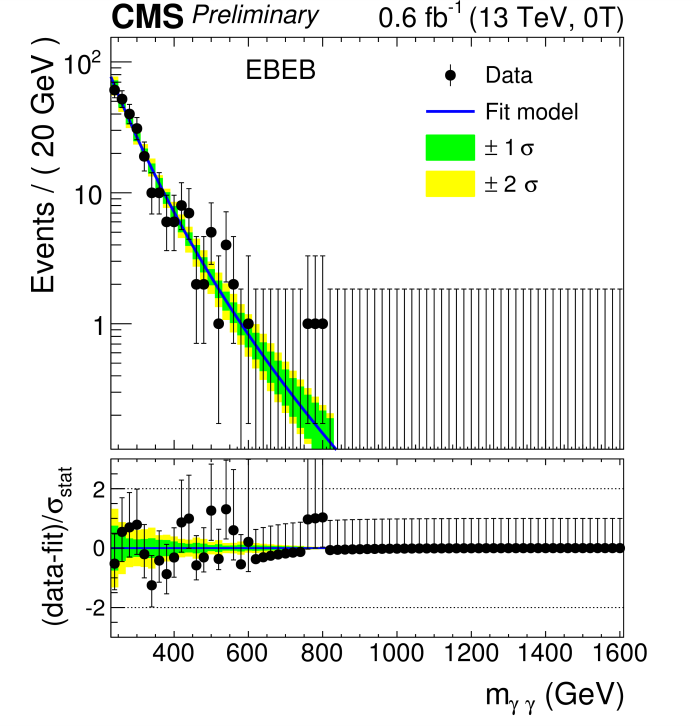 CMS Preliminary 0.6 fb⁻¹ (13 TeV, 0T)
EBEB
Data
Fit model
± 1 σ
± 2 σ
Events / ( 20 GeV )
10²
10
1
(data-fit)/σstat
2
0
-2
400 600 800 1000 1200 1400 1600
mγγ (GeV)